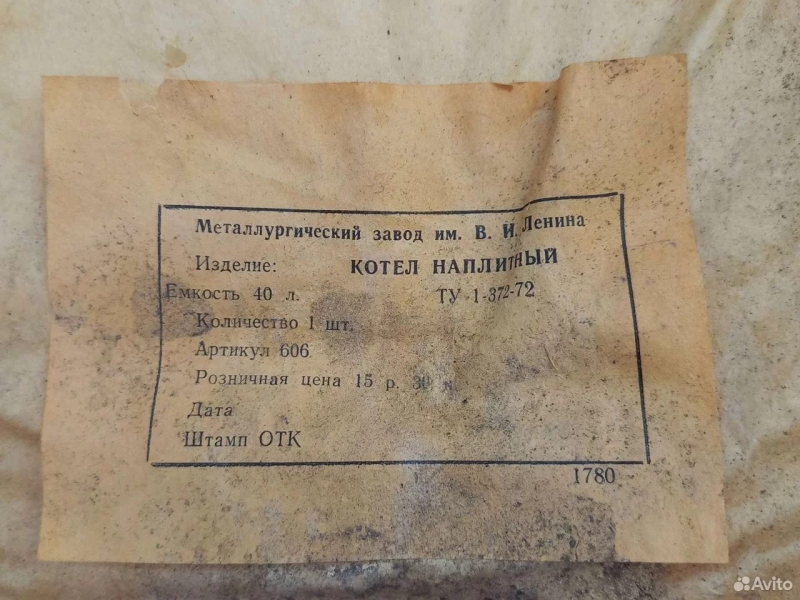 Металлургический завод им. В. И. Ленина
Изделие: КОТЕЛ НАПЛИТНЫЙ
Емкость 40 л. ТУ 1-372-72
Количество 1 шт.
Артикул 606
Розничная цена 15 р. 30 к.
Дата
Штамп ОТК
1780
Avito